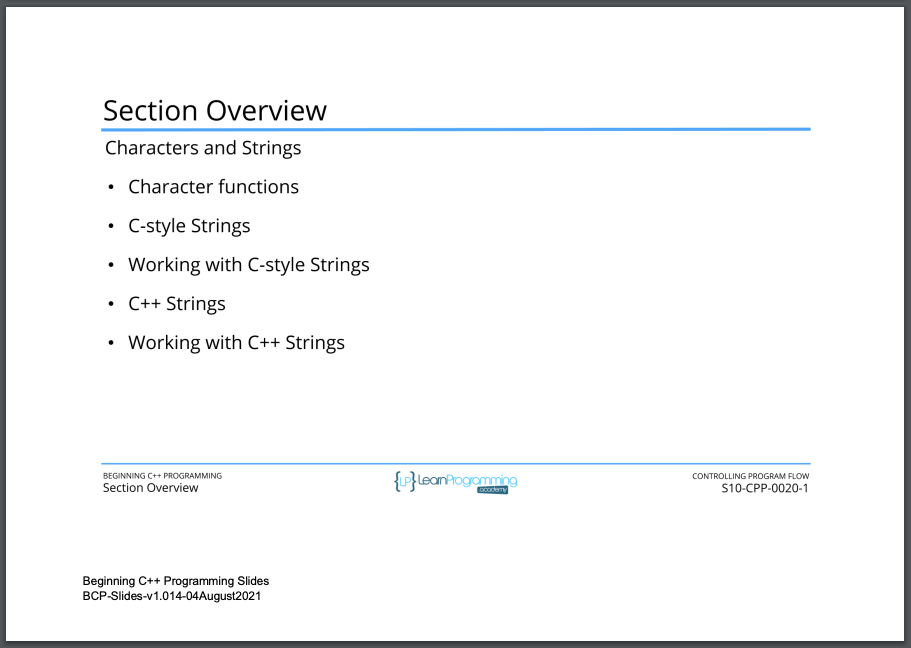 Section Overview
Characters and Strings
• Character functions
• C-style Strings
• Working with C-style Strings
• C++ Strings
• Working with C++ Strings
BEGINNING C++ PROGRAMMING
Section Overview
{LP} LearnProgramming
academy
CONTROLLING PROGRAM FLOW
S10-CPP-0020-1
Beginning C++ Programming Slides
BCP-Slides-v1.014-04August2021